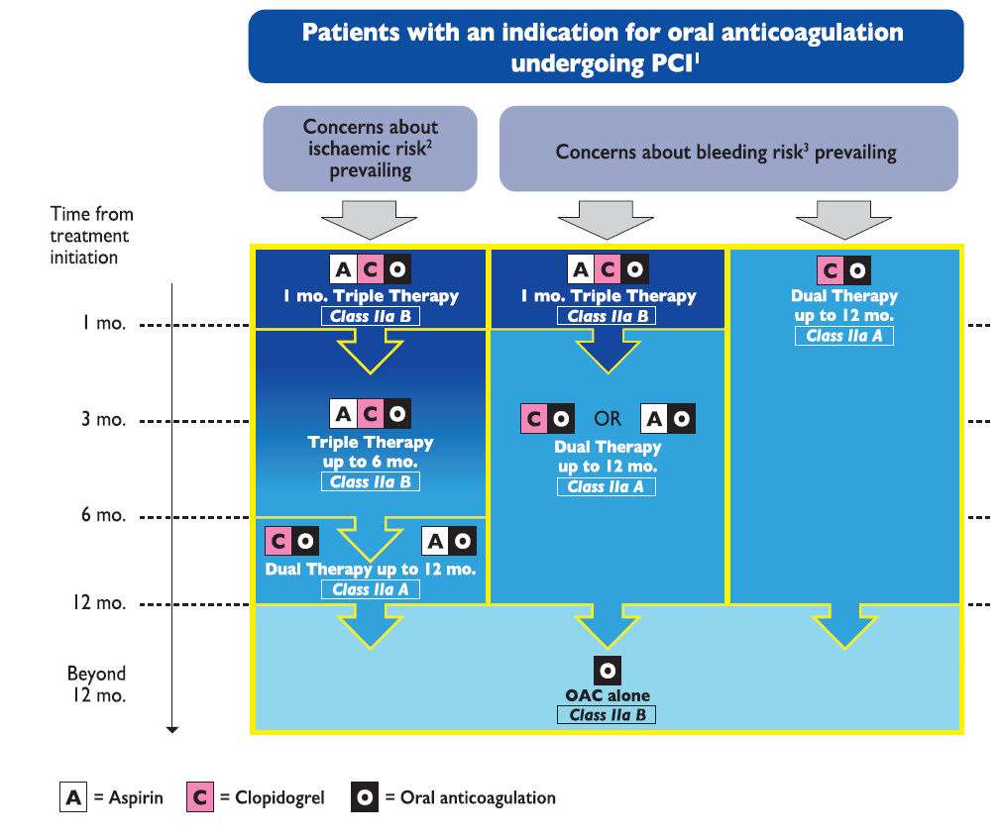 Patients with an indication for oral anticoagulation
undergoing PCI¹
Concerns about
ischaemic risk²
prevailing
Concerns about bleeding risk³ prevailing
Time from
treatment
initiation
A C O
1 mo. Triple Therapy
Class IIa B
A C O
1 mo. Triple Therapy
Class IIa B
C O
Dual Therapy
up to 12 mo.
Class IIa A
1 mo.
A C O
Triple Therapy
up to 6 mo.
Class IIa B
3 mo.
C O OR A O
Dual Therapy
up to 12 mo.
Class IIa A
6 mo.
C O A O
Dual Therapy up to 12 mo.
Class IIa A
12 mo.
Beyond
12 mo.
O
OAC alone
Class IIa B
A = Aspirin C = Clopidogrel O = Oral anticoagulation